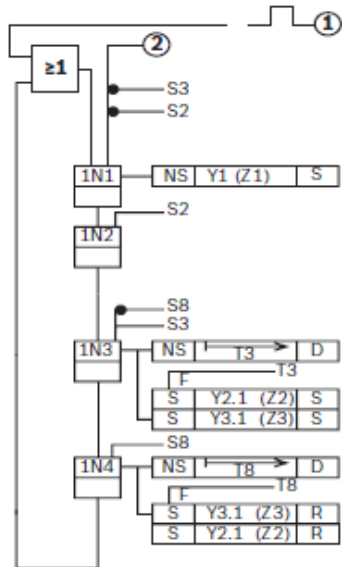 1
2
≥1
S3
S2
1N1 NS Y1 (Z1) S
S2
1N2
S8
S3
1N3 NS T3 D
T3
F
S Y2.1 (Z2) S
S Y3.1 (Z3) S
S8
1N4 NS T8 D
T8
F
S Y3.1 (Z3) R
S Y2.1 (Z2) R